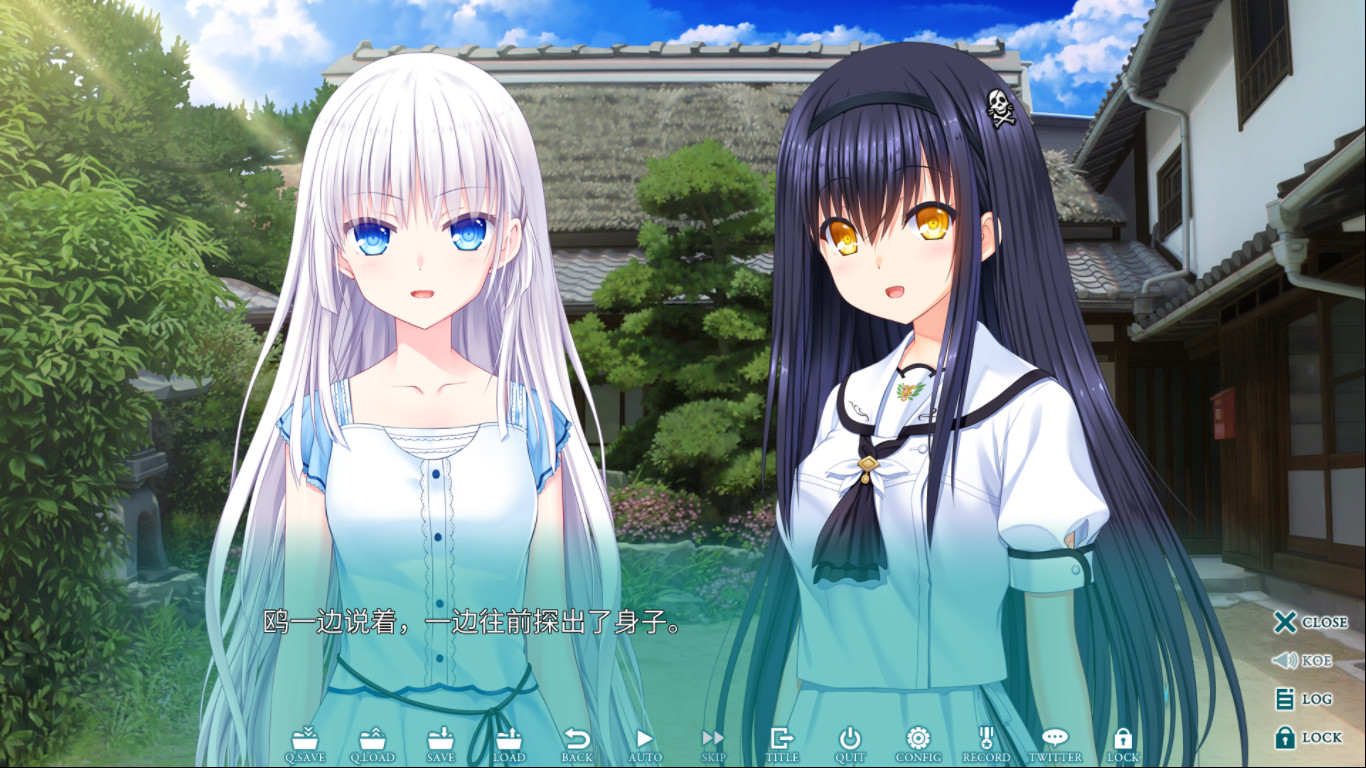 鸥一边说着，一边往前探出了身子。
CLOSE
KOE
LOG
LOCK
Q.SAVE Q.LOAD SAVE LOAD BACK AUTO SKIP TITLE QUIT CONFIG RECORD TWITTER LOCK